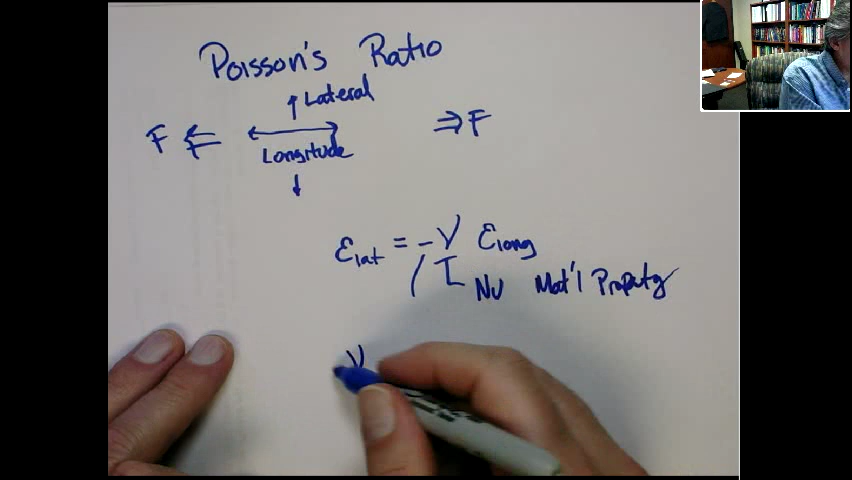 Poisson's Ratio
↑ Lateral
F ⇐ ↔ ⇒ F
Longitude
↓
ε_lat = -ν ε_long
Nu Mat'l Property
ν